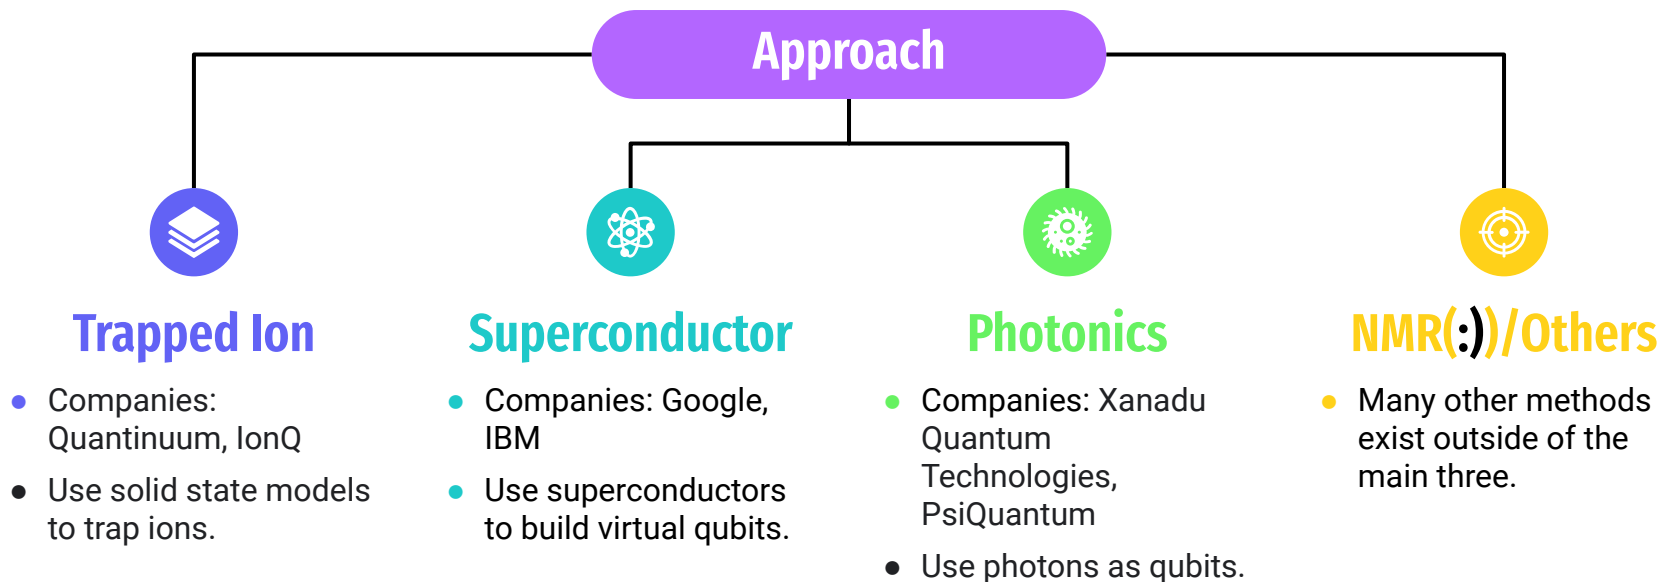 Approach
Trapped Ion
Companies:
Quantinuum, IonQ
Use solid state models
to trap ions.
Superconductor
Companies: Google,
IBM
Use superconductors
to build virtual qubits.
Photonics
Companies: Xanadu
Quantum
Technologies,
PsiQuantum
Use photons as qubits.
NMR(:))/Others
Many other methods
exist outside of the
main three.